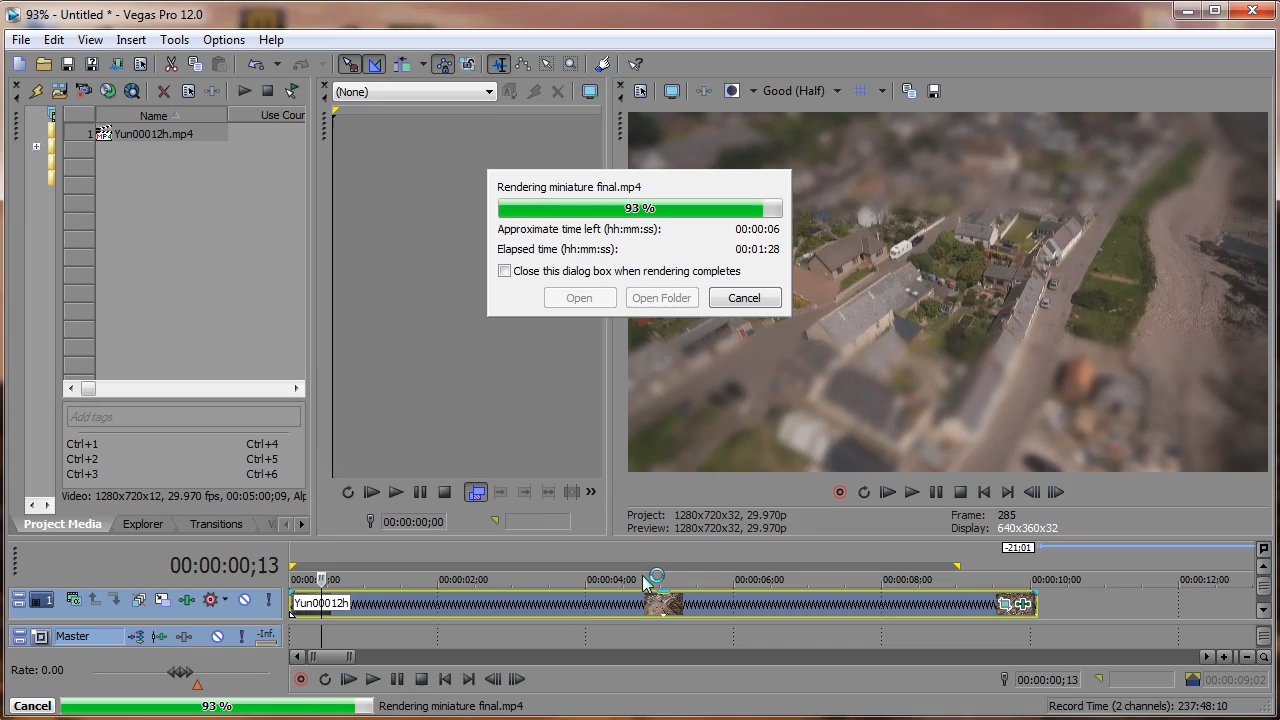 93% - Untitled * - Vegas Pro 12.0
File Edit View Insert Tools Options Help
(None)
Good (Half)
Name Use Cour
1 Yun00012h.mp4
Rendering miniature final.mp4
93 %
Approximate time left (hh:mm:ss): 00:00:06
Elapsed time (hh:mm:ss): 00:01:28
Close this dialog box when rendering completes
Open Open Folder Cancel
Add tags
Ctrl+1 Ctrl+4
Ctrl+2 Ctrl+5
Ctrl+3 Ctrl+6
Video: 1280x720x12, 29.970 fps, 00:05:00;09, Alp
Project Media Explorer Transitions
00:00:00;00
Project: 1280x720x32, 29.970p Frame: 285
Preview: 1280x720x32, 29.970p Display: 640x360x32
-21;01
00:00:00;13
00:00:02;00 00:00:04;00 00:00:06;00 00:00:08;00 00:00:10;00 00:00:12;00
1 Yun00012h
Master -Inf.
Rate: 0.00
00:00:00;13 00:00:09;02
Cancel 93 % Rendering miniature final.mp4 Record Time (2 channels): 237:48:10